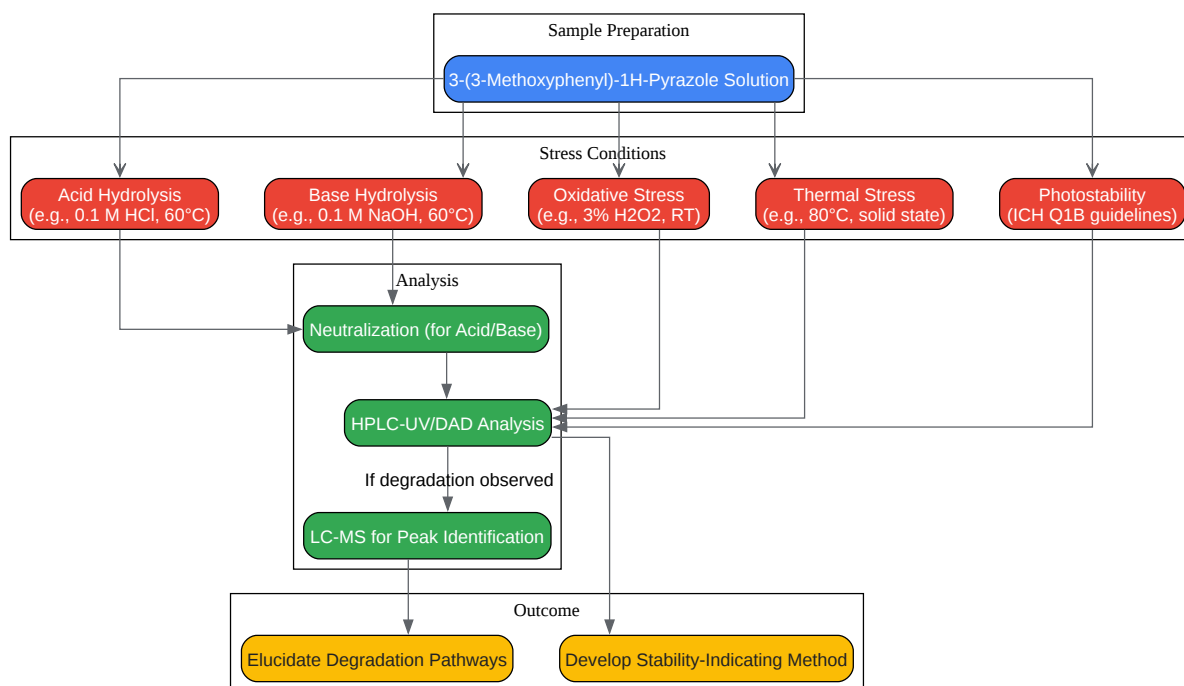 Sample Preparation
3-(3-Methoxyphenyl)-1H-Pyrazole Solution
Stress Conditions
Acid Hydrolysis
(e.g., 0.1 M HCl, 60°C)
Base Hydrolysis
(e.g., 0.1 M NaOH, 60°C)
Oxidative Stress
(e.g., 3% H2O2, RT)
Thermal Stress
(e.g., 80°C, solid state)
Photostability
(ICH Q1B guidelines)
Analysis
Neutralization (for Acid/Base)
HPLC-UV/DAD Analysis
If degradation observed
LC-MS for Peak Identification
Outcome
Elucidate Degradation Pathways
Develop Stability-Indicating Method